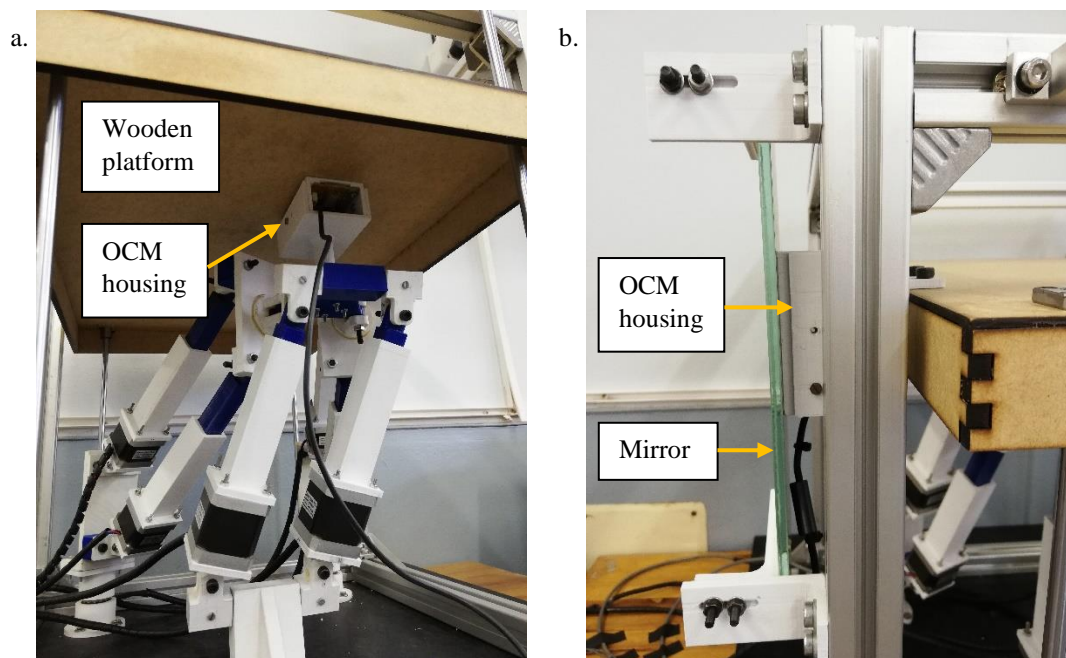 a.
Wooden
platform
OCM
housing
b.
OCM
housing
Mirror